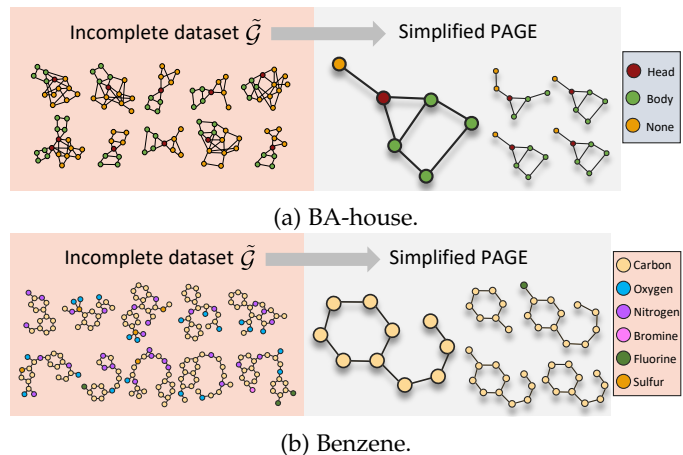 Incomplete dataset 𝒢̃
Simplified PAGE
Head
Body
None
(a) BA-house.
Incomplete dataset 𝒢̃
Simplified PAGE
Carbon
Oxygen
Nitrogen
Bromine
Fluorine
Sulfur
(b) Benzene.